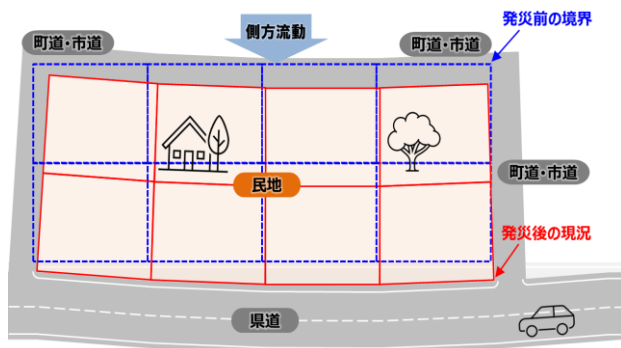 側方流動
発災前の境界
町道・市道
町道・市道
町道・市道
民地
発災後の現況
県道